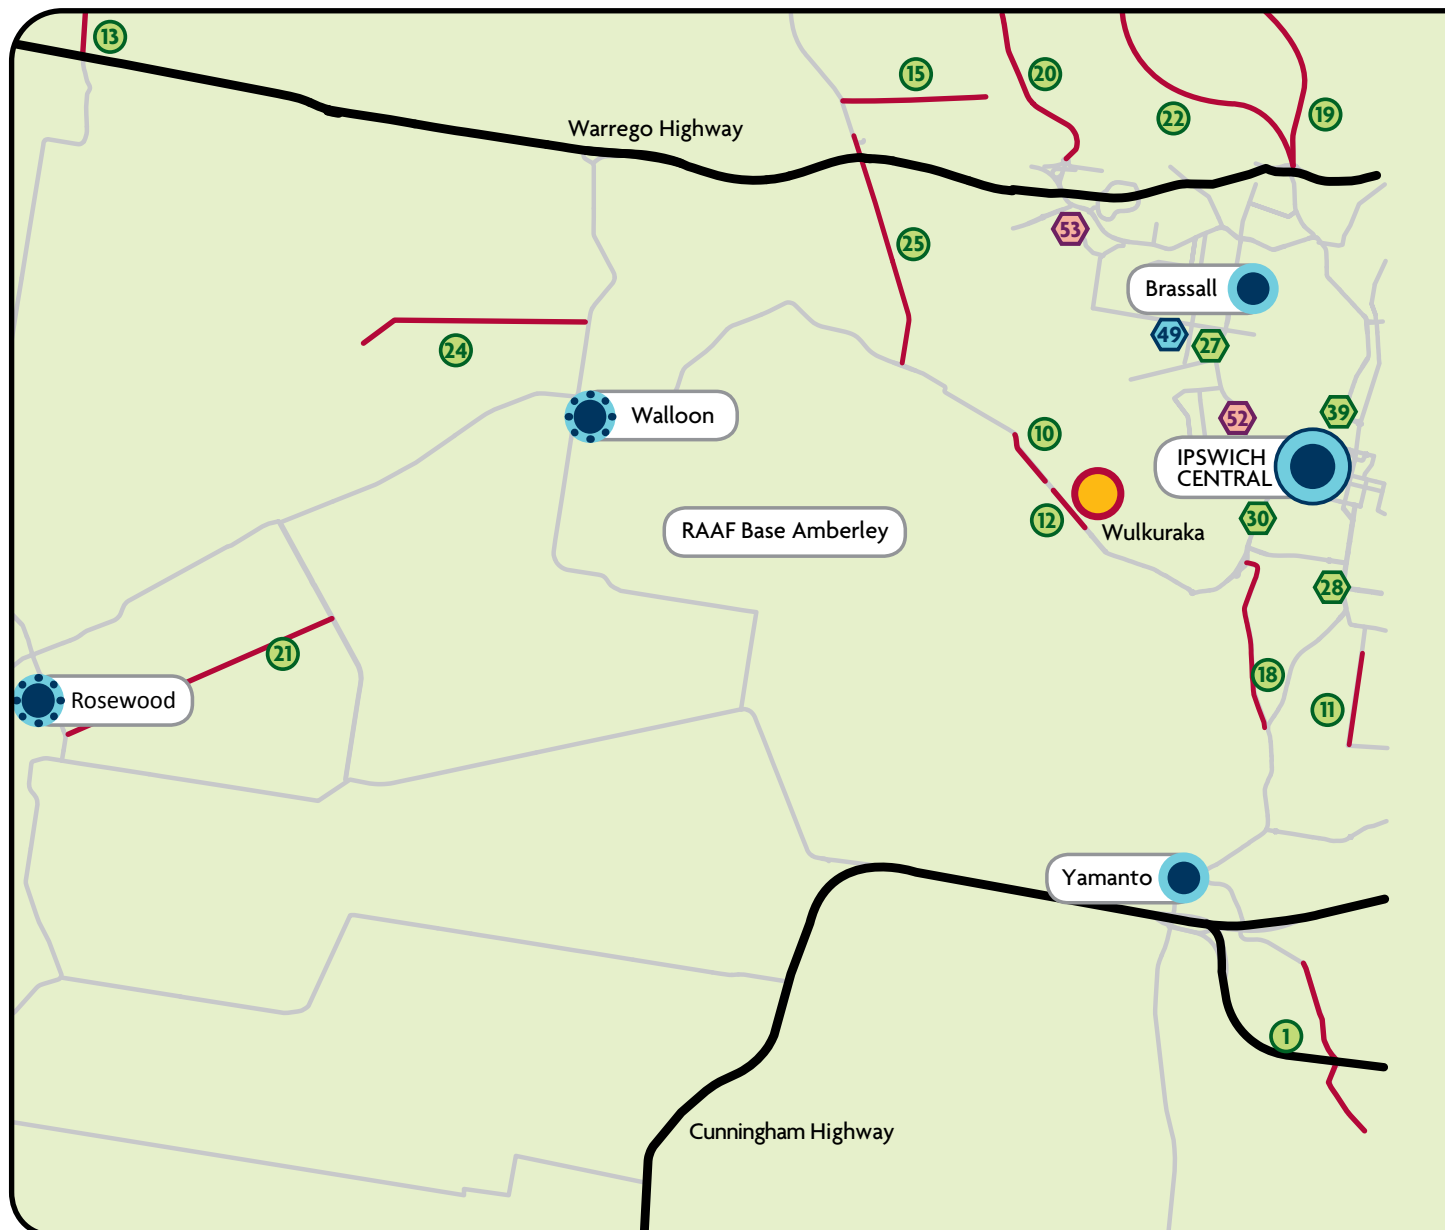 13
15
20
22
19
Warrego Highway
53
25
Brassall
49
27
24
Walloon
52
39
10
IPSWICH
CENTRAL
12
Wulkuraka
30
RAAF Base Amberley
28
21
18
Rosewood
11
Yamanto
1
Cunningham Highway